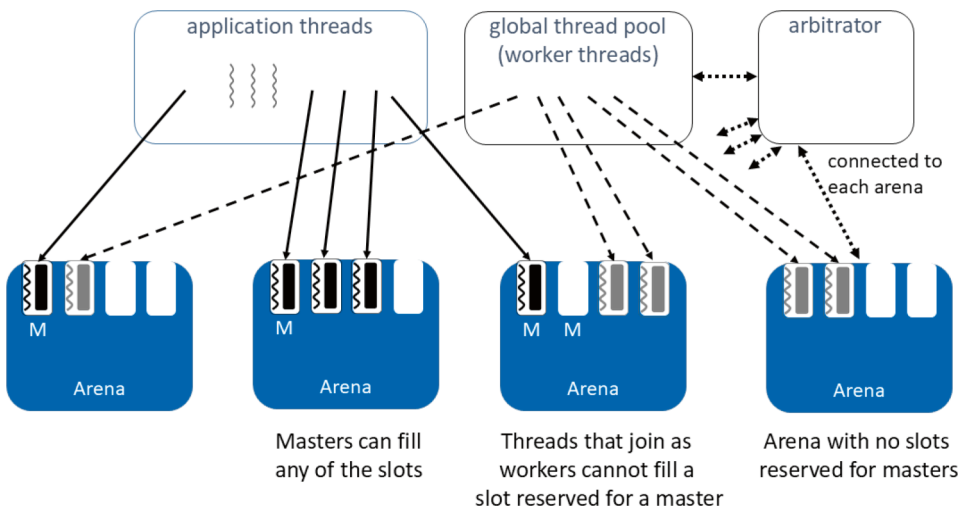 application threads
global thread pool
(worker threads)
arbitrator
connected to
each arena
M
M
M
M
Arena
Arena
Arena
Arena
Masters can fill
any of the slots
Threads that join as
workers cannot fill a
slot reserved for a master
Arena with no slots
reserved for masters